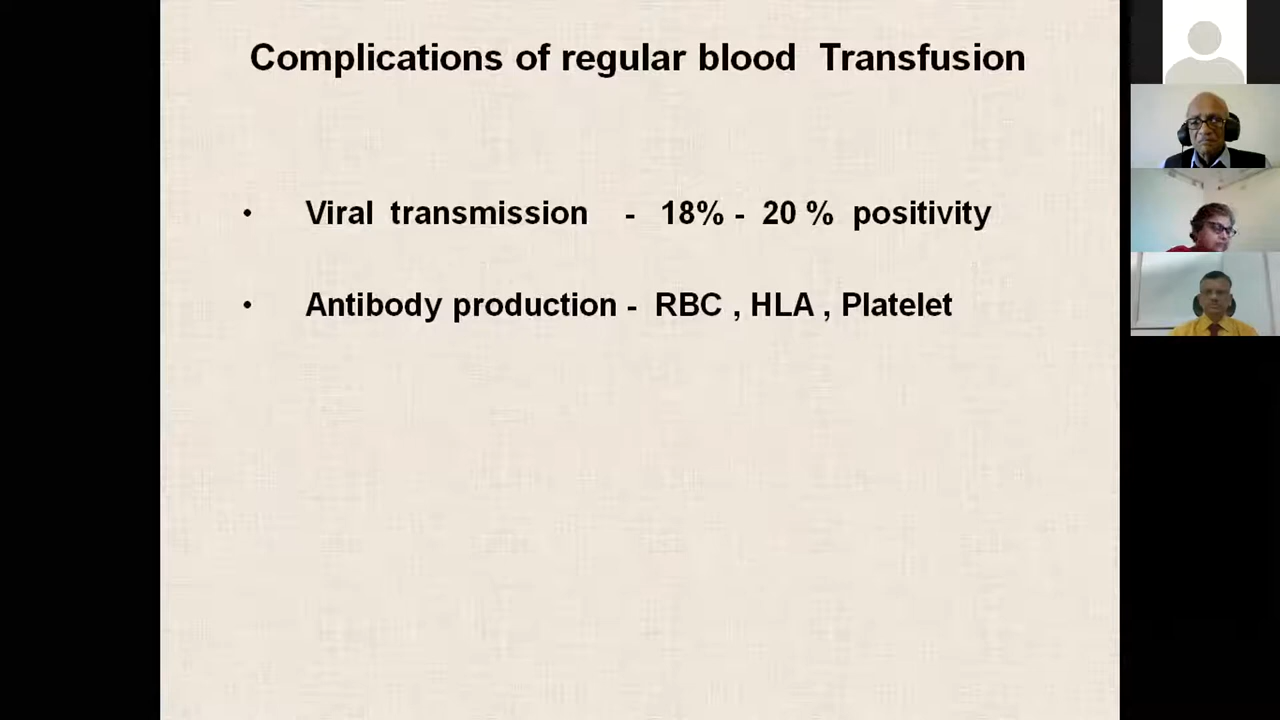 Complications of regular blood Transfusion
• Viral transmission - 18% - 20 % positivity
• Antibody production - RBC , HLA , Platelet